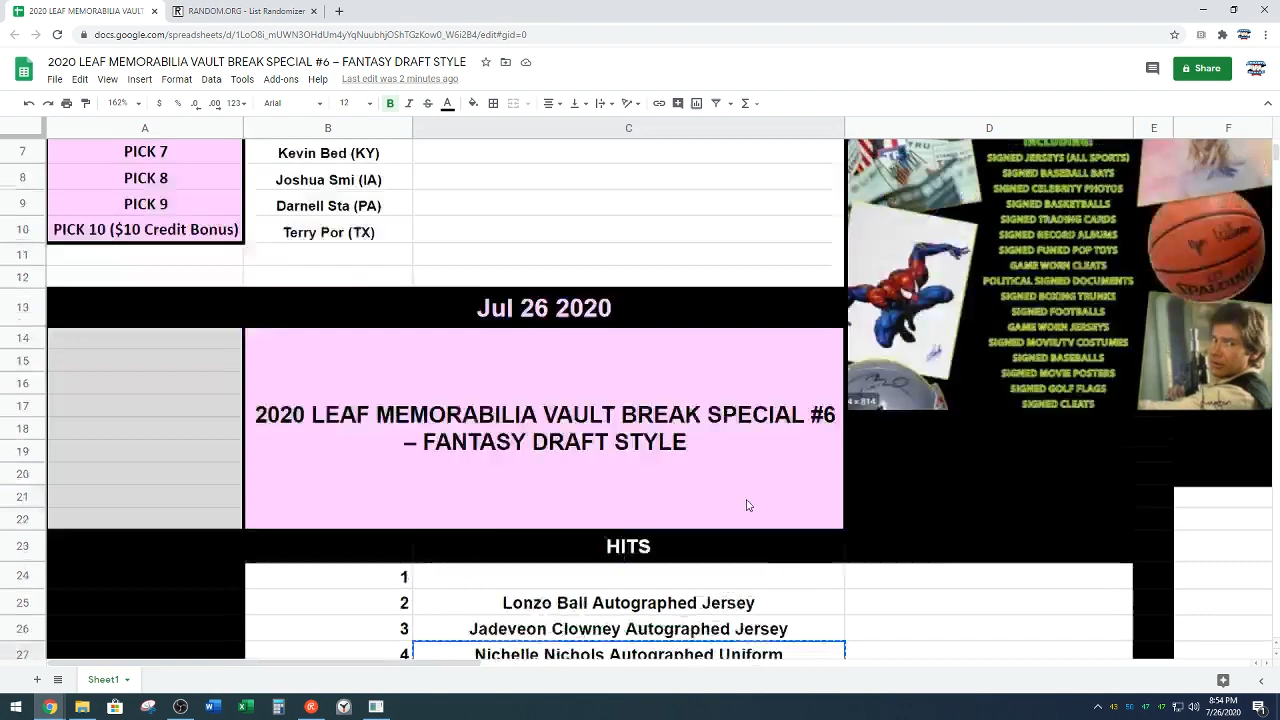 2020 LEAF MEMORABILIA VAULT
RANDOM.ORG - List Randomizer
docs.google.com/spreadsheets/d/1LoO8i_mUWN3OHdUm4yYqNuubhjOShTGzKow0_W6i2B4/edit#gid=0
2020 LEAF MEMORABILIA VAULT BREAK SPECIAL #6 – FANTASY DRAFT STYLE
File Edit View Insert Format Data Tools Add-ons Help Last edit was 2 minutes ago
Share
162% $ % .0 .00 123 Arial 12 B I S A
A B C D E F
7 PICK 7 Kevin Bed (KY)
8 PICK 8 Joshua Smi (IA)
9 PICK 9 Darnell Sta (PA)
10 PICK 10 ($10 Credit Bonus) Terry Por (TX)
11
12
13 Jul 26 2020
14
15
16
17
18
19
20
21
22
2020 LEAF MEMORABILIA VAULT BREAK SPECIAL #6
– FANTASY DRAFT STYLE
23 HITS
24 1
25 2 Lonzo Ball Autographed Jersey
26 3 Jadeveon Clowney Autographed Jersey
27 4 Nichelle Nichols Autographed Uniform
INCLUDING:
SIGNED JERSEYS (ALL SPORTS)
SIGNED BASEBALL BATS
SIGNED CELEBRITY PHOTOS
SIGNED BASKETBALLS
SIGNED TRADING CARDS
SIGNED RECORD ALBUMS
SIGNED FUNKO POP TOYS
GAME WORN CLEATS
POLITICAL SIGNED DOCUMENTS
SIGNED BOXING TRUNKS
SIGNED FOOTBALLS
GAME WORN JERSEYS
SIGNED MOVIE/TV COSTUMES
SIGNED BASEBALLS
SIGNED MOVIE POSTERS
SIGNED GOLF FLAGS
SIGNED CLEATS
SPALDING
4 × 814
Sheet1
8:54 PM
7/26/2020